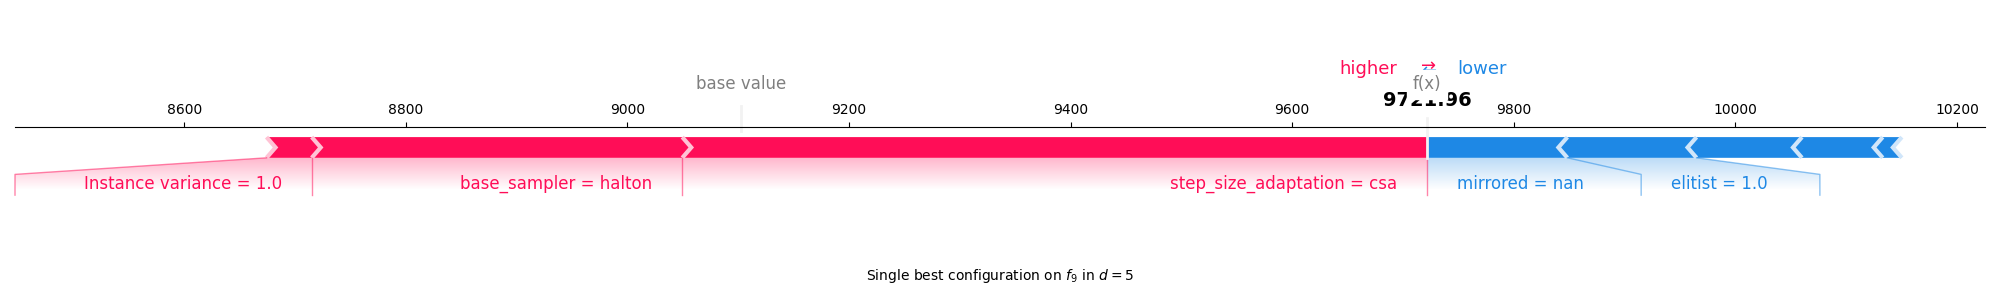 higher ⇄ lower
base value f(x)
9721.96
8600 8800 9000 9200 9400 9600 9800 10000 10200
Instance variance = 1.0 base_sampler = halton step_size_adaptation = csa mirrored = nan elitist = 1.0
Single best configuration on f₉ in d = 5